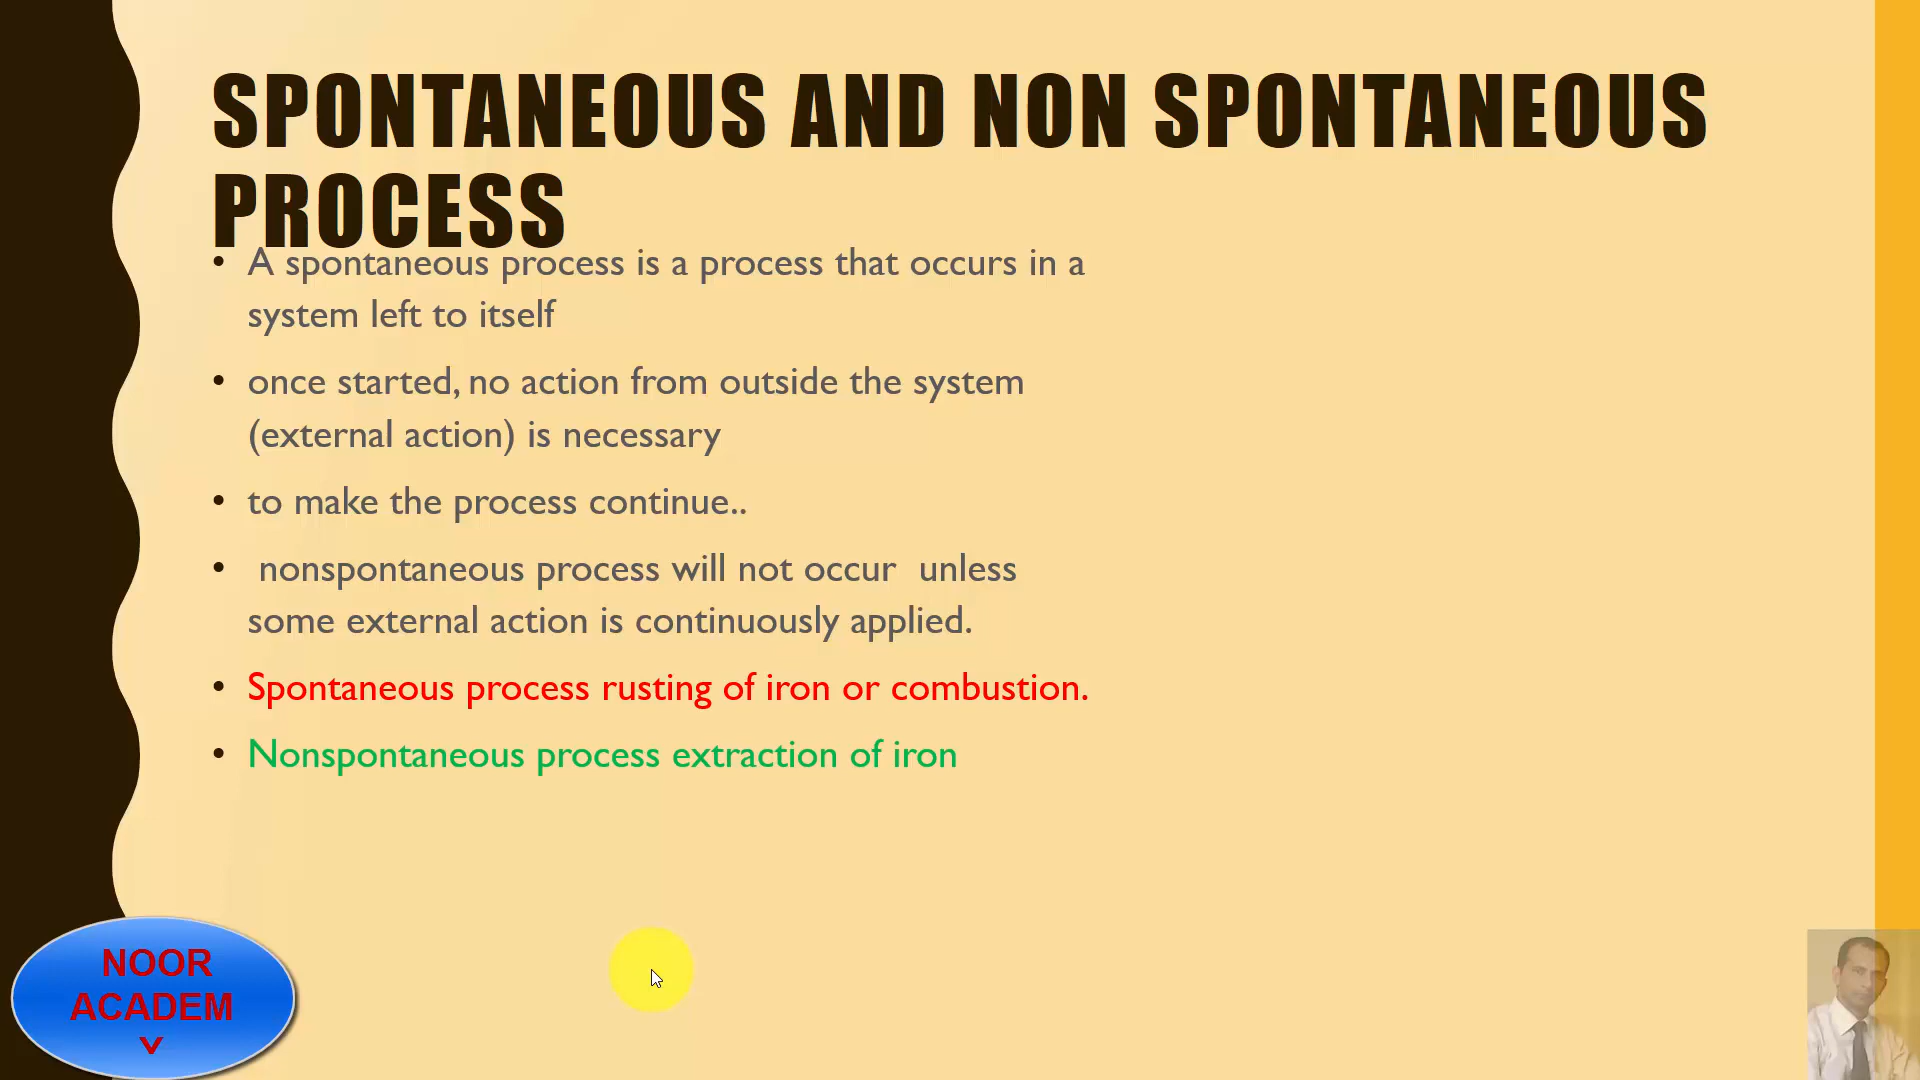 SPONTANEOUS AND NON SPONTANEOUS
PROCESS
• A spontaneous process is a process that occurs in a
system left to itself
• once started, no action from outside the system
(external action) is necessary
• to make the process continue..
• nonspontaneous process will not occur unless
some external action is continuously applied.
• Spontaneous process rusting of iron or combustion.
• Nonspontaneous process extraction of iron
NOOR
ACADEM